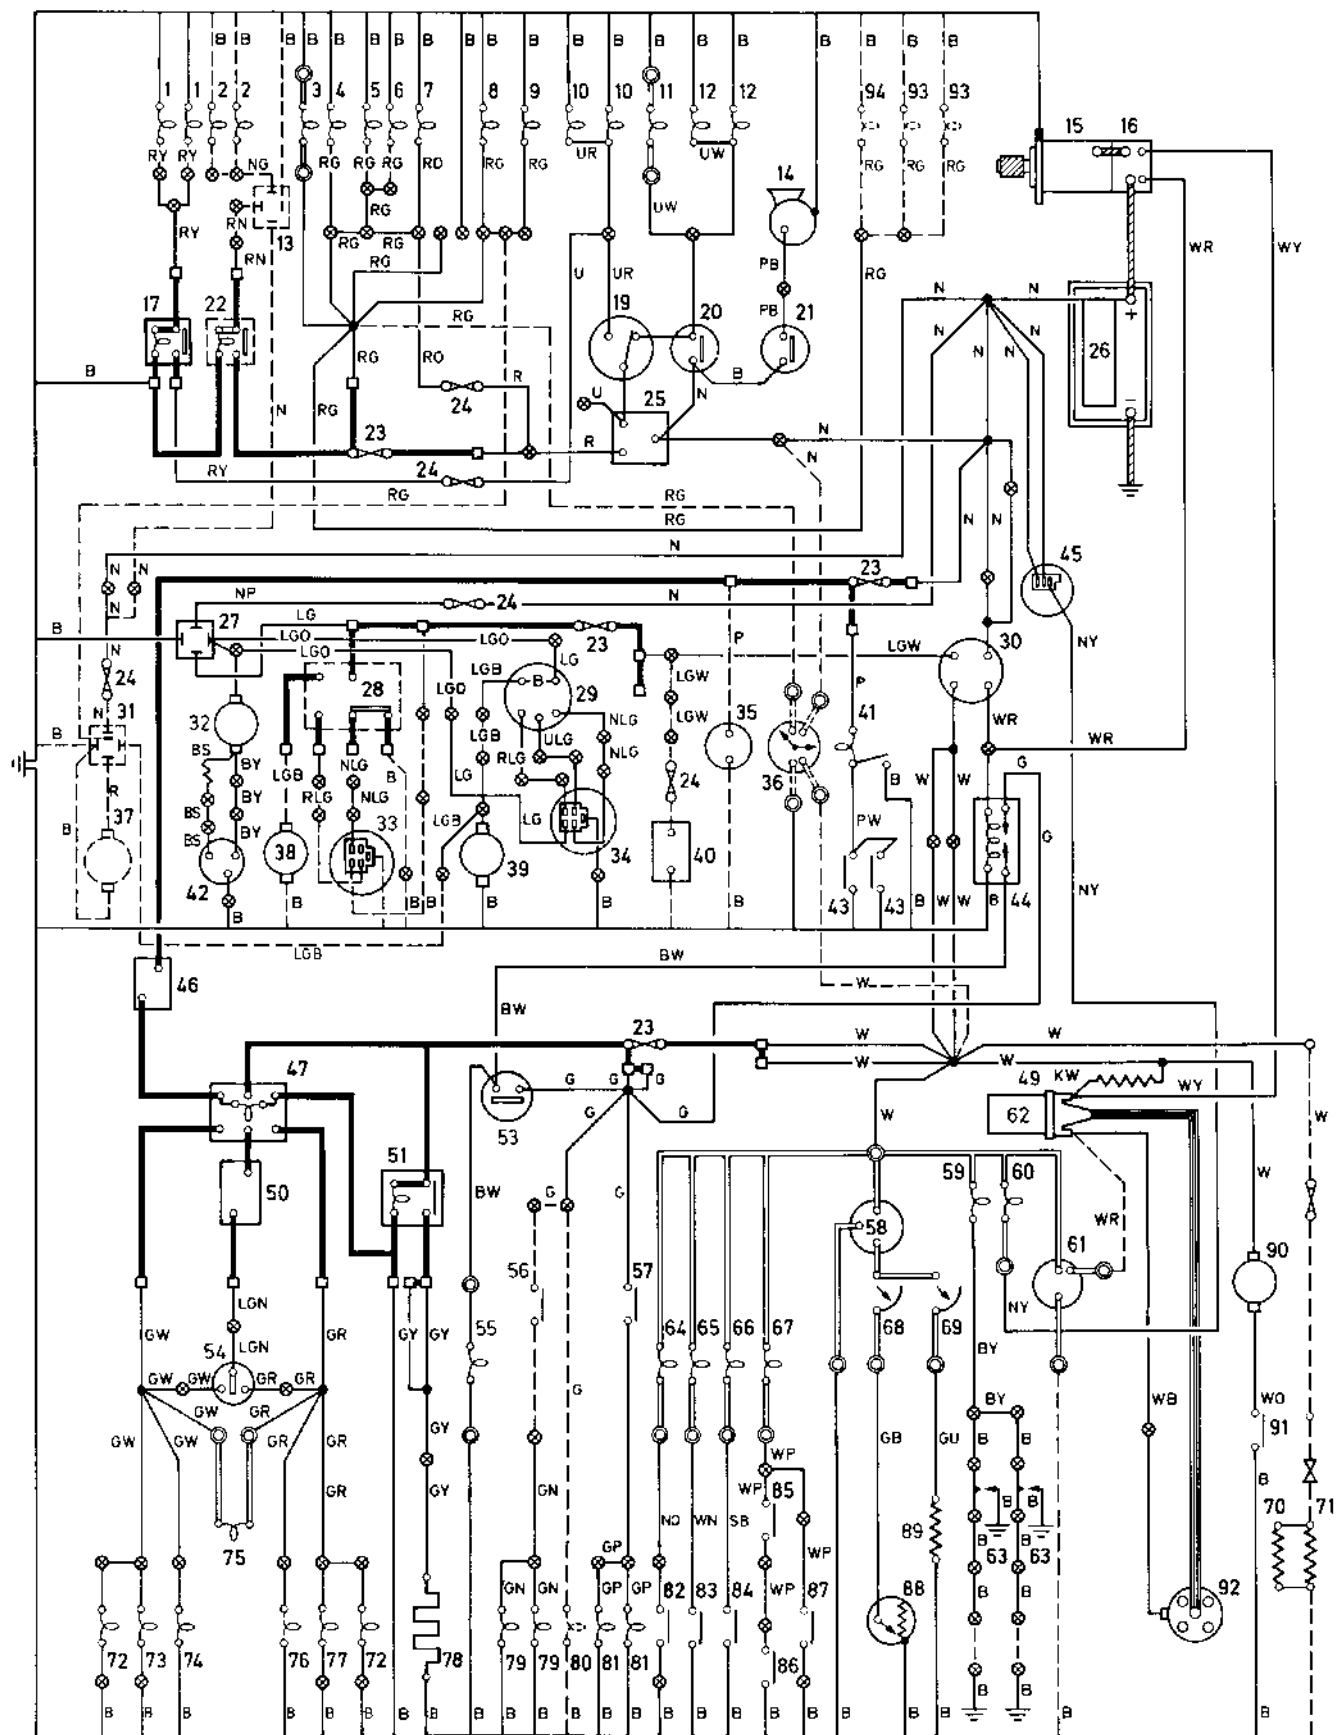 B B B B B B B B B B B B B B B B B B B
1 1 2 2 3 4 5 6 7 8 9 10 10 11 12 12 94 93 93
15 16
RY RY NG RG RG RG RO RG RG UR UW RG RG RG
14
RN 13 RG UW WR WY
RY RG RG RG
RN RG U UR PB RG
N N
17 22 19 20 PB 21 +
RG N N N 26
RG RO
B R B
24 U 25 N
N RG −
23 R N
24 N
RY RG RG
RG N N
N
45
N N 23
NP N
24
LG
B 27 LGO LG 23 P LGW 30 NY
N LGO
24 LGB LGW
31 28 LGO 29 P 41
N 32 NLG 35 WR
B BS BY LGB ULG LGW WR
RLG NLG G
R LGB NLG LG 24 36 B W W
37 BS BY RLG NLG
B BS BY 33 LGB LG PW G
38 34 40
42 39 43 43 B W W B 44 NY
B B B B B B B B
LGB BW
46 W
BW
23 W W
W W
47 G G G KW 49 WY
G G W 62 W
53
51 59 60
50 BW G G W
58 WR 61 90
56 57
LGN NY
GW GR GY GY 55 64 65 66 67 68 69
54 LGN BY
GW GR GR G WB WO
GW GR BY 91
GW GW GR GR GY GB GU B B
WP
GN WP 85 B B B
GR GY NO WN SB 89 70 71
75 GP WP B 63 B 63
GN GN GP GP 82 83 84 WP 87 88 B B 92
72 73 74 76 77 72 78 79 79 80 81 81 86
B B B B B B B B B B B B B B B B B B B B B B B B B B B